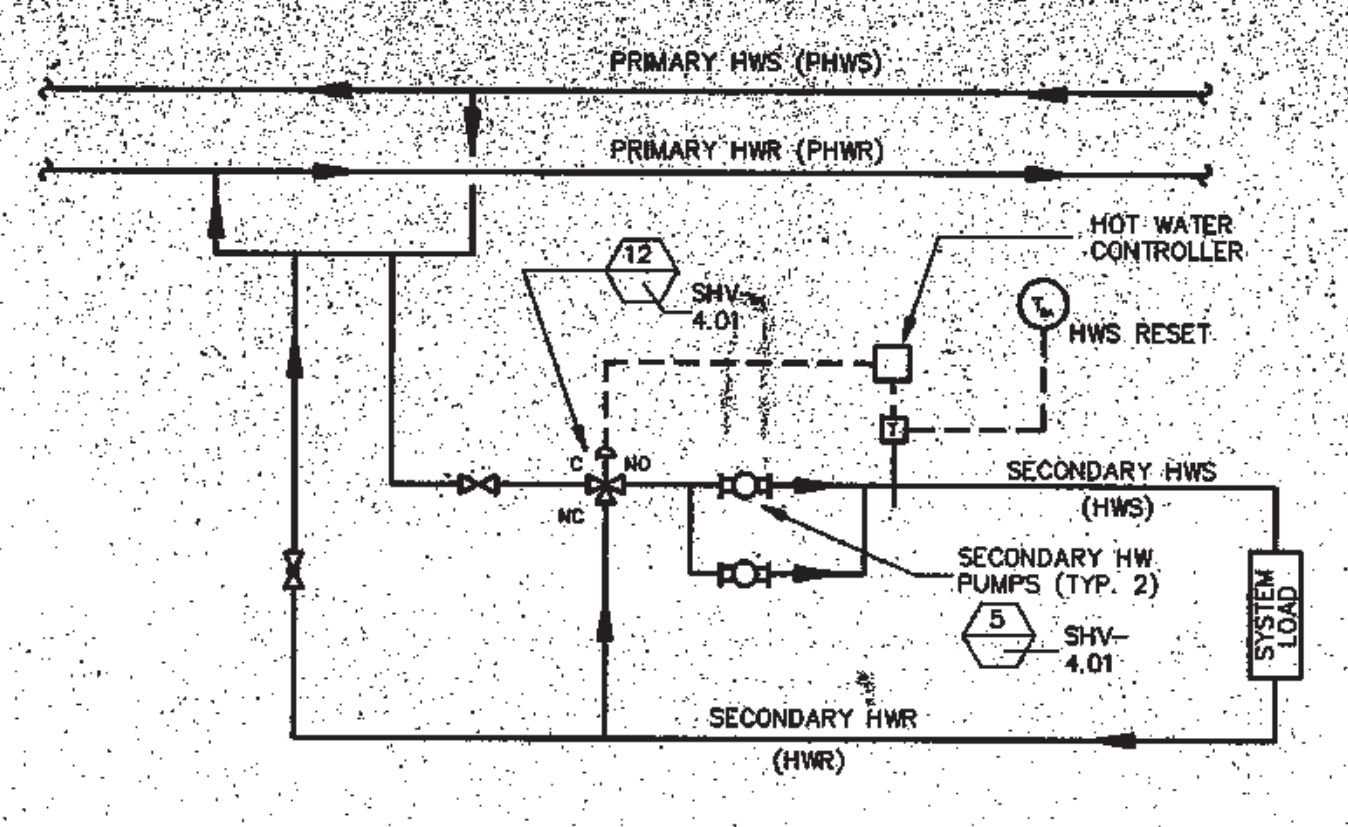 PRIMARY HWS (PHWS)
PRIMARY HWR (PHWR)
HOT WATER
CONTROLLER
12
SHV-
4.01
HWS RESET
T
C
NO
NC
SECONDARY HWS
(HWS)
SECONDARY HW
PUMPS (TYP. 2)
5
SHV-
4.01
SYSTEM
LOAD
SECONDARY HWR
(HWR)